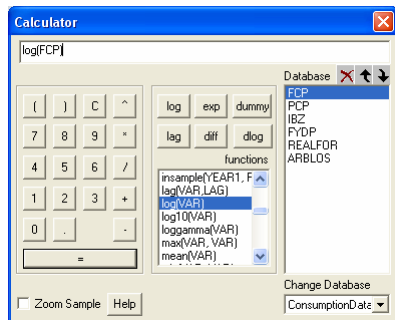 Calculator
log(FCP)
Database
( ) C ^
7 8 9 *
4 5 6 /
1 2 3 +
0 . -
=
log exp dummy
lag diff dlog
functions
insample(YEAR1, F
lag(VAR,LAG)
log(VAR)
log10(VAR)
loggamma(VAR)
max(VAR, VAR)
mean(VAR)
FCP
PCP
IBZ
FYDP
REALFOR
ARBLOS
Change Database
Zoom Sample
Help
ConsumptionData